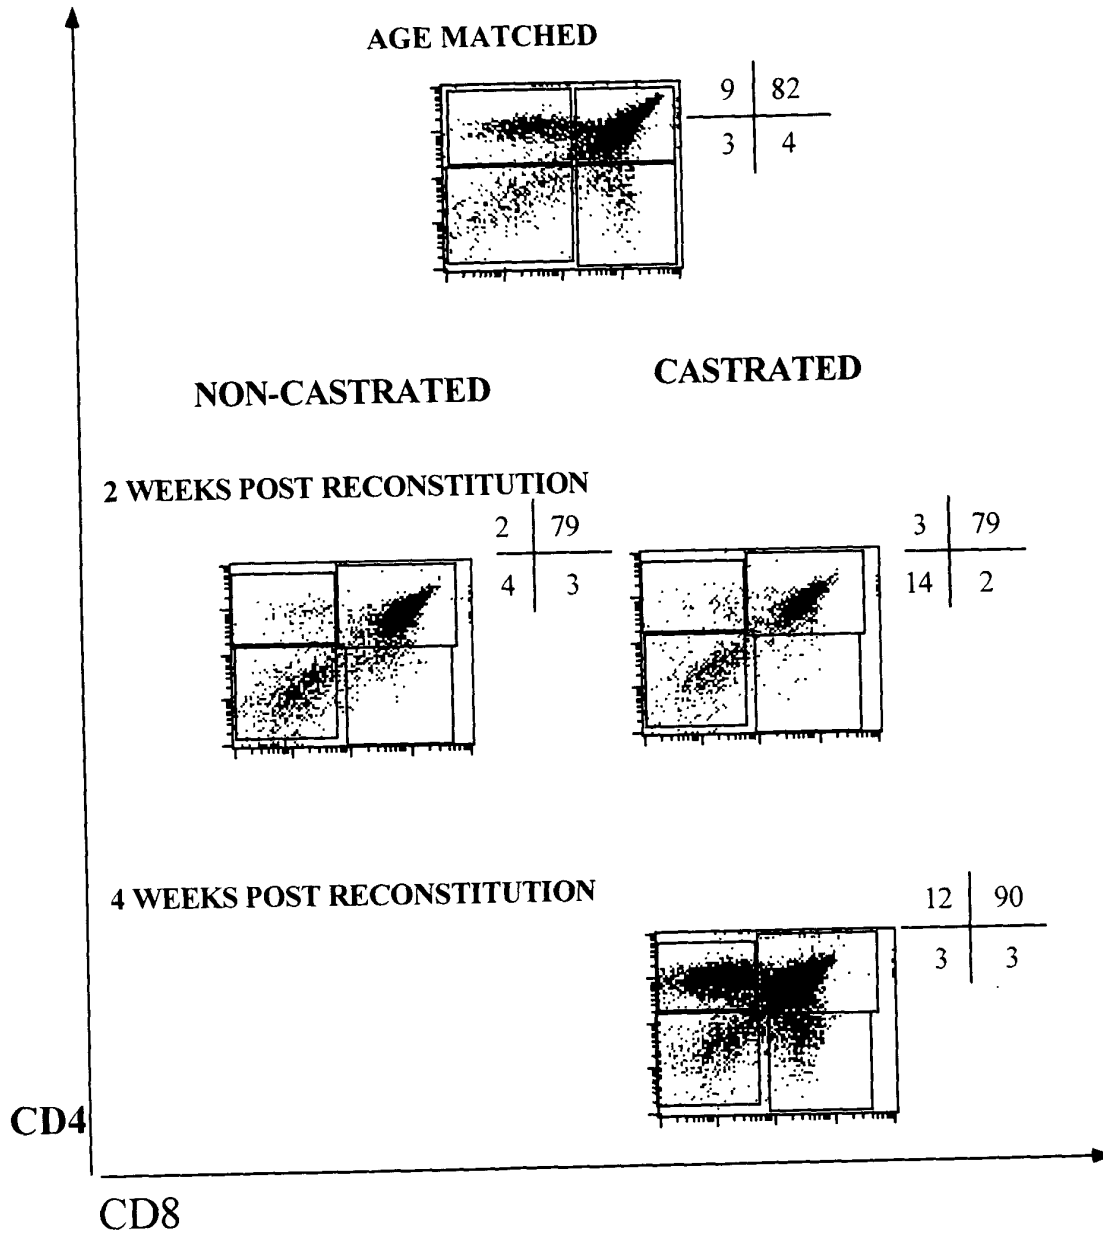 AGE MATCHED
9 82
3 4
NON-CASTRATED
CASTRATED
2 WEEKS POST RECONSTITUTION
2 79
4 3
3 79
14 2
4 WEEKS POST RECONSTITUTION
12 90
3 3
CD4
CD8